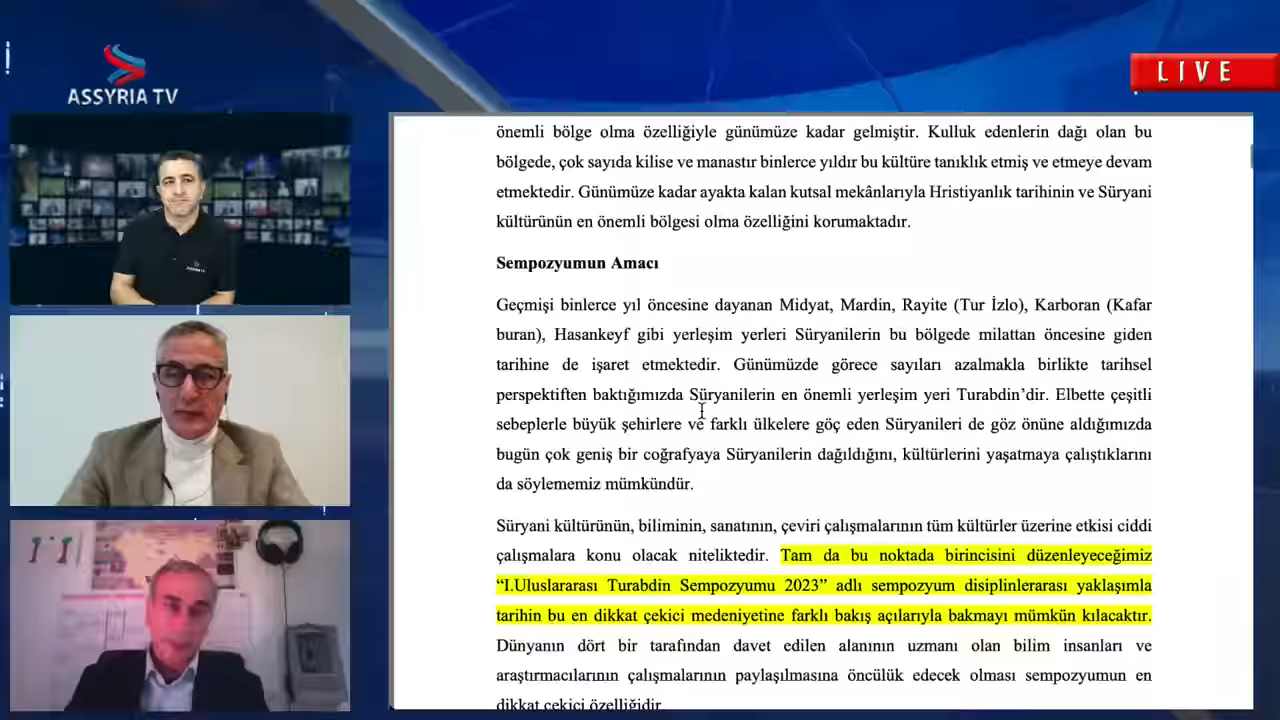 ASSYRIA TV
LIVE
önemli bölge olma özelliğiyle günümüze kadar gelmiştir. Kulluk edenlerin dağı olan bu
bölgede, çok sayıda kilise ve manastır binlerce yıldır bu kültüre tanıklık etmiş ve etmeye devam
etmektedir. Günümüze kadar ayakta kalan kutsal mekânlarıyla Hristiyanlık tarihinin ve Süryani
kültürünün en önemli bölgesi olma özelliğini korumaktadır.
Sempozyumun Amacı
Geçmişi binlerce yıl öncesine dayanan Midyat, Mardin, Rayite (Tur İzlo), Karboran (Kafar
buran), Hasankeyf gibi yerleşim yerleri Süryanilerin bu bölgede milattan öncesine giden
tarihine de işaret etmektedir. Günümüzde görece sayıları azalmakla birlikte tarihsel
perspektiften baktığımızda Süryanilerin en önemli yerleşim yeri Turabdin’dir. Elbette çeşitli
sebeplerle büyük şehirlere ve farklı ülkelere göç eden Süryanileri de göz önüne aldığımızda
bugün çok geniş bir coğrafyaya Süryanilerin dağıldığını, kültürlerini yaşatmaya çalıştıklarını
da söylememiz mümkündür.
Süryani kültürünün, biliminin, sanatının, çeviri çalışmalarının tüm kültürler üzerine etkisi ciddi
çalışmalara konu olacak niteliktedir. Tam da bu noktada birincisini düzenleyeceğimiz
“I.Uluslararası Turabdin Sempozyumu 2023” adlı sempozyum disiplinlerarası yaklaşımla
tarihin bu en dikkat çekici medeniyetine farklı bakış açılarıyla bakmayı mümkün kılacaktır.
Dünyanın dört bir tarafından davet edilen alanının uzmanı olan bilim insanları ve
araştırmacılarının çalışmalarının paylaşılmasına öncülük edecek olması sempozyumun en
dikkat çekici özelliğidir